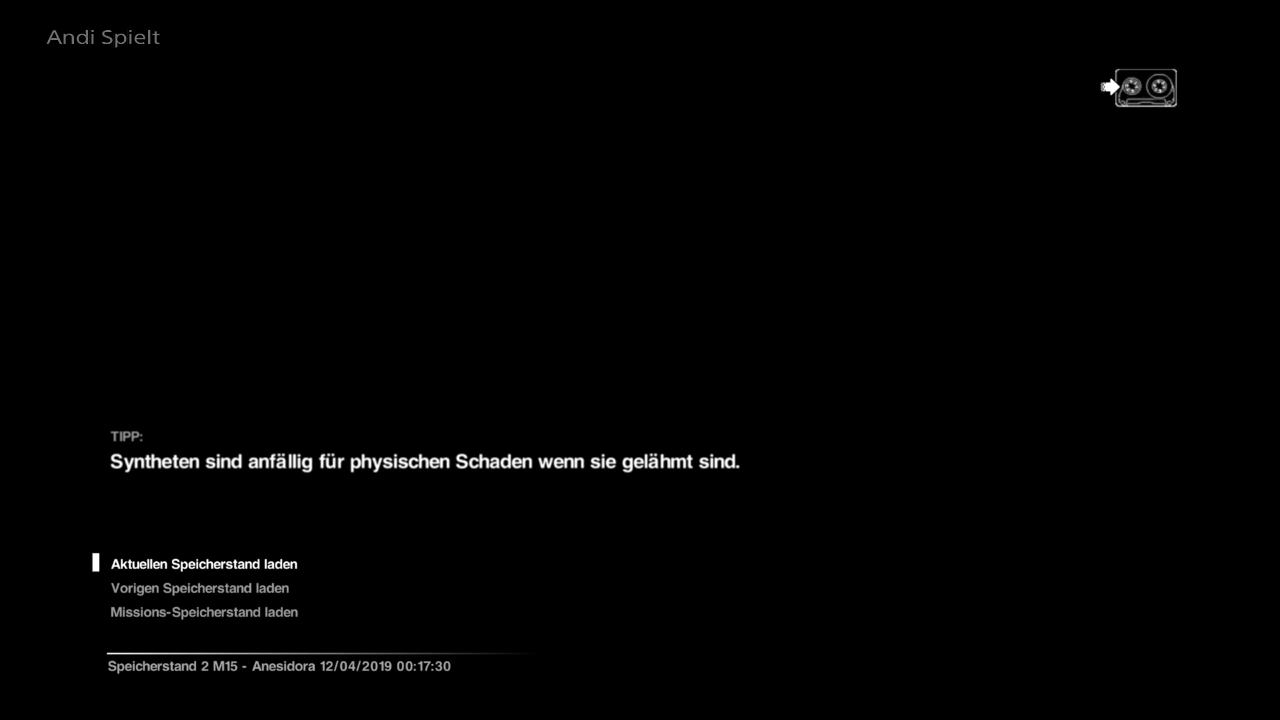 Andi Spielt
TIPP:
Syntheten sind anfällig für physischen Schaden wenn sie gelähmt sind.
Aktuellen Speicherstand laden
Vorigen Speicherstand laden
Missions-Speicherstand laden
Speicherstand 2 M15 - Anesidora 12/04/2019 00:17:30